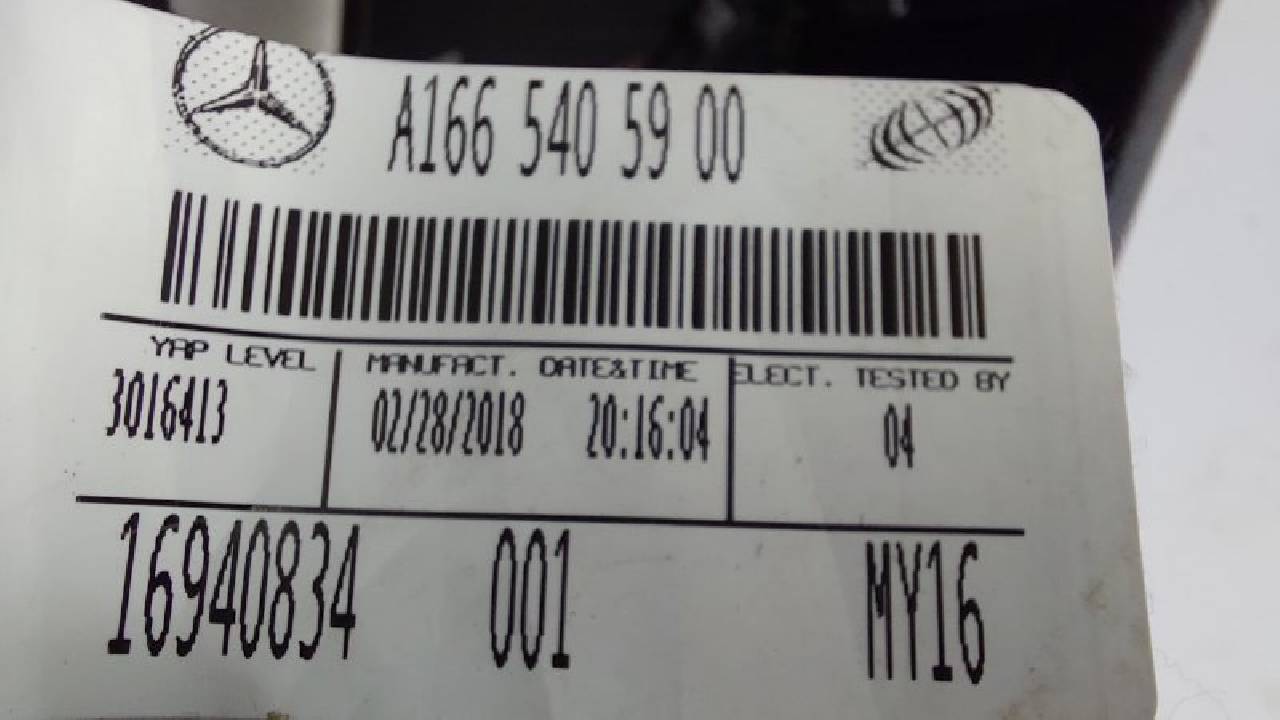 A166 540 59 00
YAP LEVEL MANUFACT. DATE&TIME ELECT. TESTED BY
3016413 02/28/2018 20:16:04 04
16940834 001 MY16